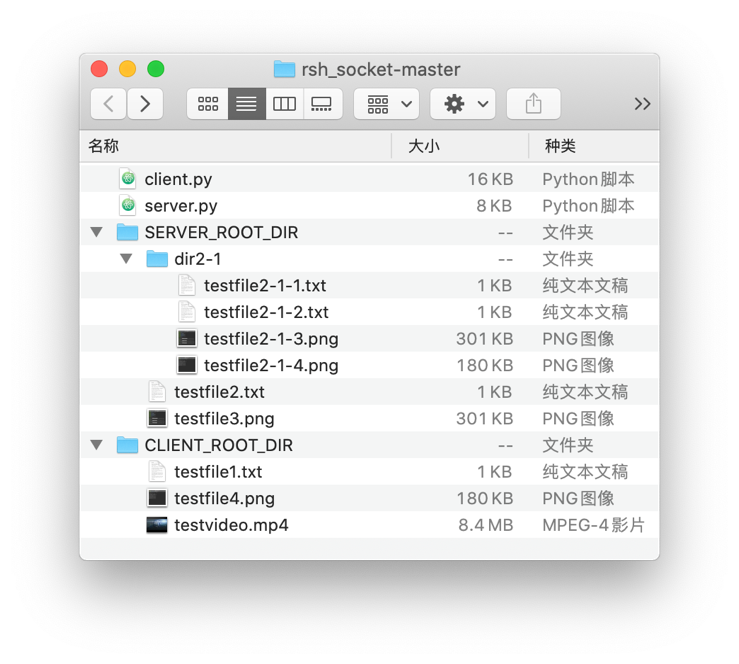 rsh_socket-master
名称 大小 种类
client.py 16 KB Python脚本
server.py 8 KB Python脚本
SERVER_ROOT_DIR -- 文件夹
dir2-1 -- 文件夹
testfile2-1-1.txt 1 KB 纯文本文稿
testfile2-1-2.txt 1 KB 纯文本文稿
testfile2-1-3.png 301 KB PNG图像
testfile2-1-4.png 180 KB PNG图像
testfile2.txt 1 KB 纯文本文稿
testfile3.png 301 KB PNG图像
CLIENT_ROOT_DIR -- 文件夹
testfile1.txt 1 KB 纯文本文稿
testfile4.png 180 KB PNG图像
testvideo.mp4 8.4 MB MPEG-4影片